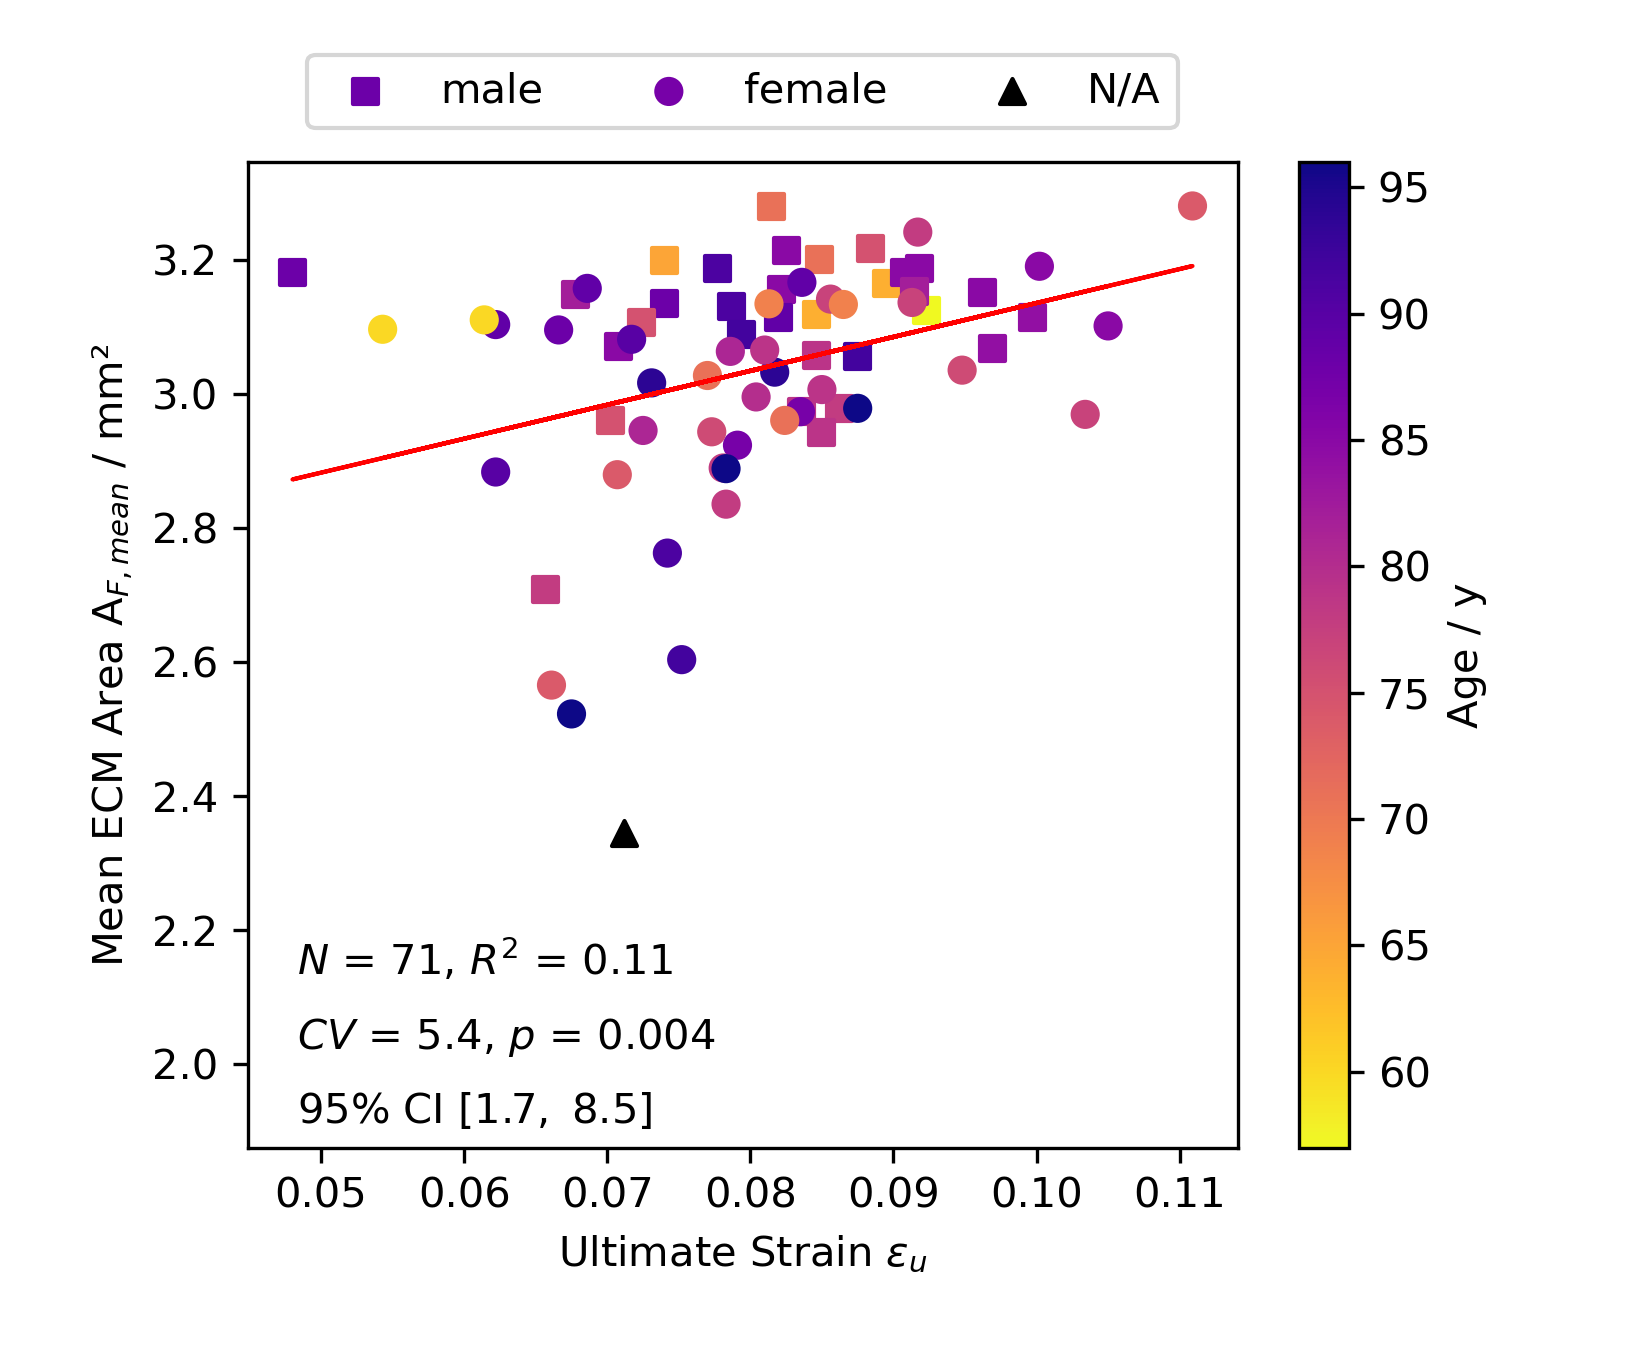 male female N/A
3.2
3.0
2.8
2.6
2.4
2.2
2.0
Mean ECM Area A_{F, mean} / mm²
N = 71, R² = 0.11
CV = 5.4, p = 0.004
95% CI [1.7, 8.5]
0.05 0.06 0.07 0.08 0.09 0.10 0.11
Ultimate Strain ε_u
95
90
85
80
75
70
65
60
Age / y